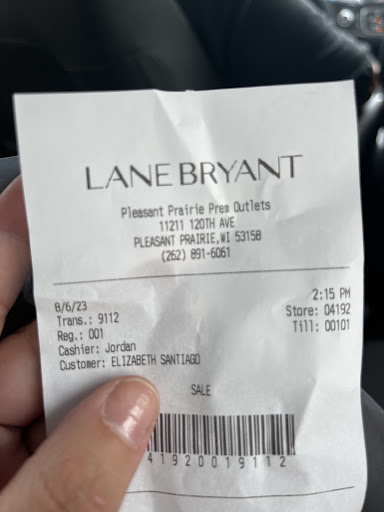 LANE BRYANT
Pleasant Prairie Prem Outlets
11211 120TH AVE
PLEASANT PRAIRIE, WI 53158
(262) 891-6061
8/6/23 2:15 PM
Trans.: 9112 Store: 04192
Reg.: 001 Till: 00101
Cashier: Jordan
Customer: ELIZABETH SANTIAGO
SALE
41920019112